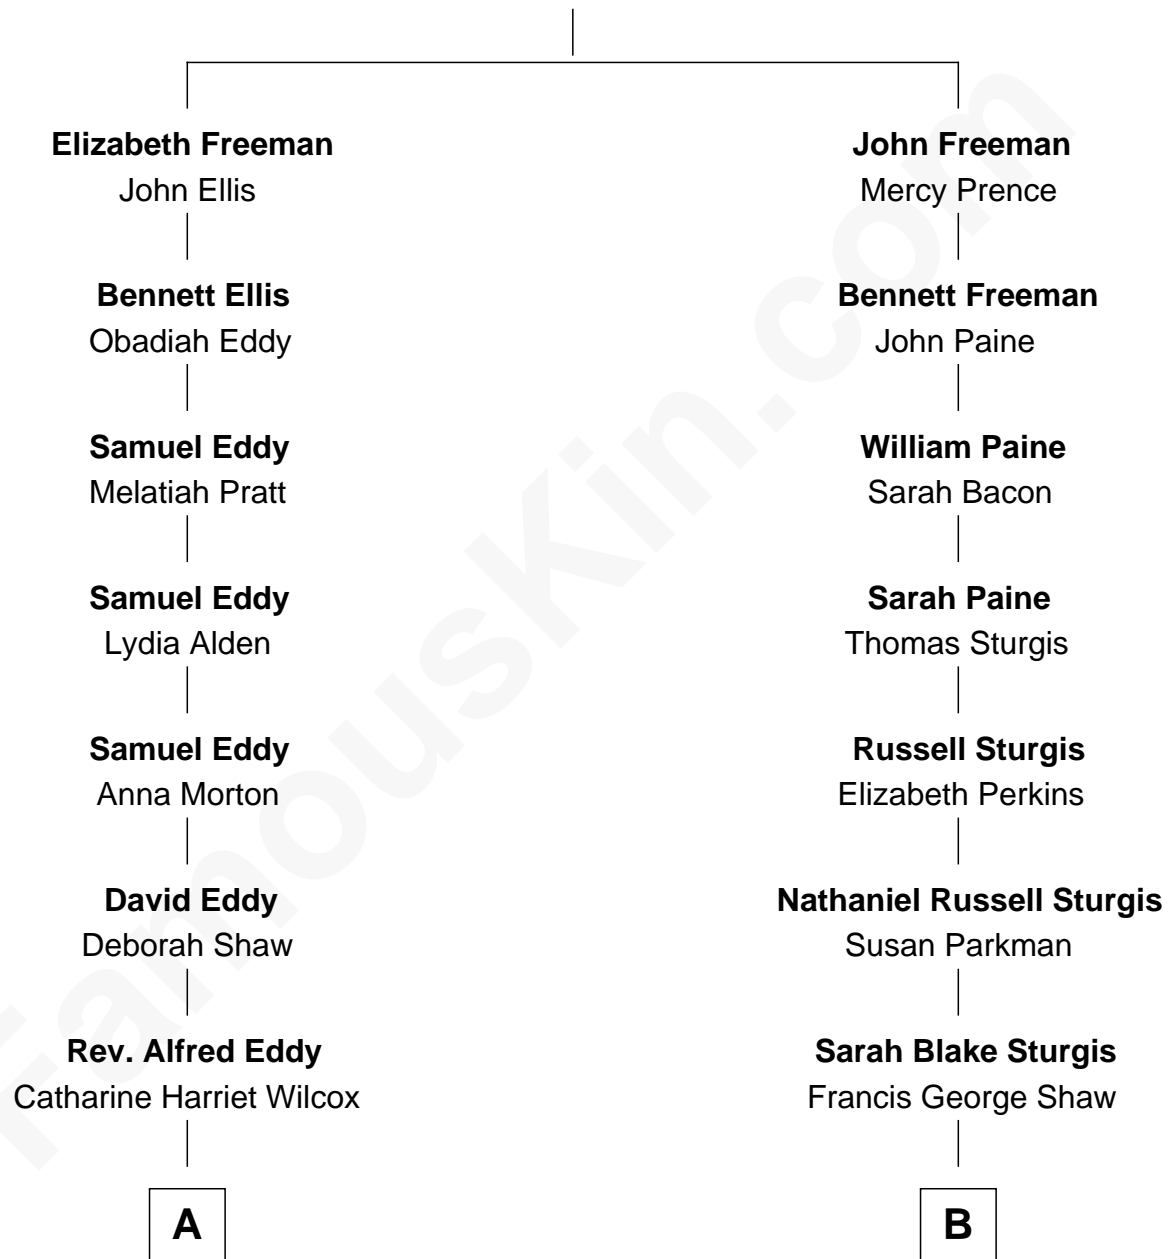 Elizabeth Freeman
John Ellis
John Freeman
Mercy Prence
Bennett Ellis
Obadiah Eddy
Bennett Freeman
John Paine
Samuel Eddy
Melatiah Pratt
William Paine
Sarah Bacon
Samuel Eddy
Lydia Alden
Sarah Paine
Thomas Sturgis
Samuel Eddy
Anna Morton
Russell Sturgis
Elizabeth Perkins
David Eddy
Deborah Shaw
Nathaniel Russell Sturgis
Susan Parkman
Rev. Alfred Eddy
Catharine Harriet Wilcox
Sarah Blake Sturgis
Francis George Shaw
A
B
FamousKin.com